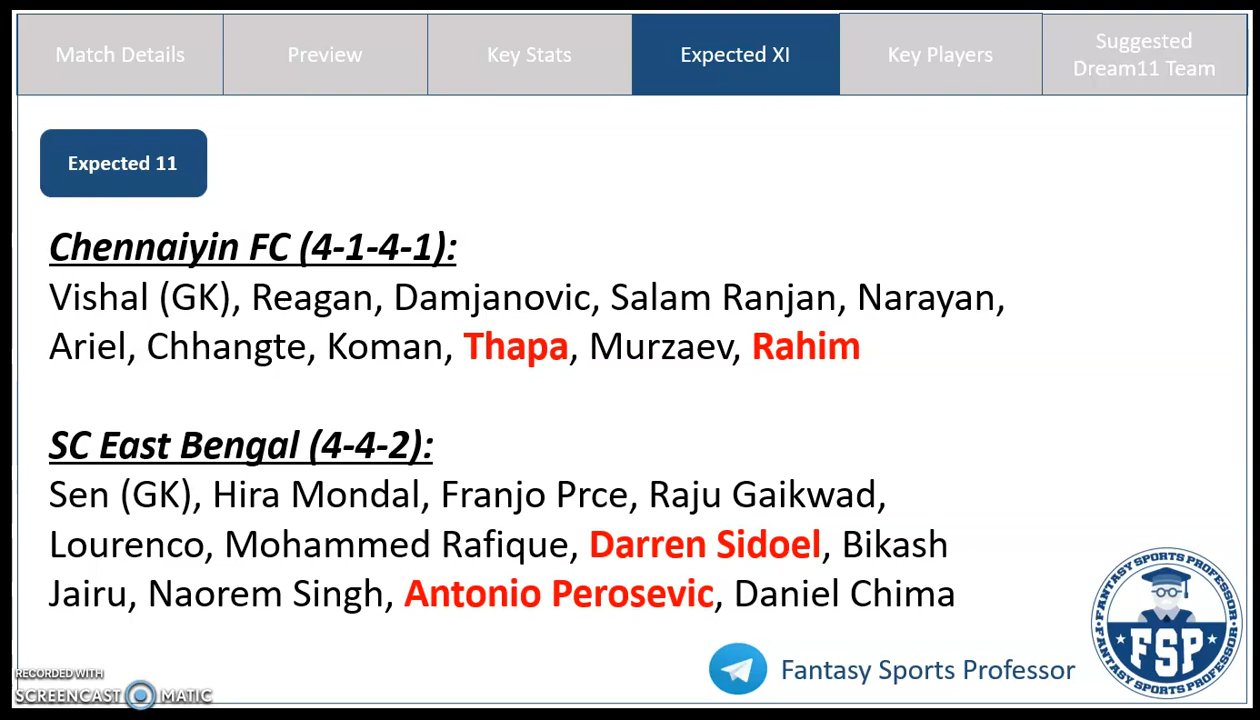 Match Details
Preview
Key Stats
Expected XI
Key Players
Suggested
Dream11 Team
Expected 11
Chennaiyin FC (4-1-4-1):
Vishal (GK), Reagan, Damjanovic, Salam Ranjan, Narayan,
Ariel, Chhangte, Koman, Thapa, Murzaev, Rahim
SC East Bengal (4-4-2):
Sen (GK), Hira Mondal, Franjo Prce, Raju Gaikwad,
Lourenco, Mohammed Rafique, Darren Sidoel, Bikash
Jairu, Naorem Singh, Antonio Perosevic, Daniel Chima
Fantasy Sports Professor
FANTASY SPORTS PROFESSOR
FSP
FANTASY SPORTS PROFESSOR
RECORDED WITH
SCREENCAST MATIC